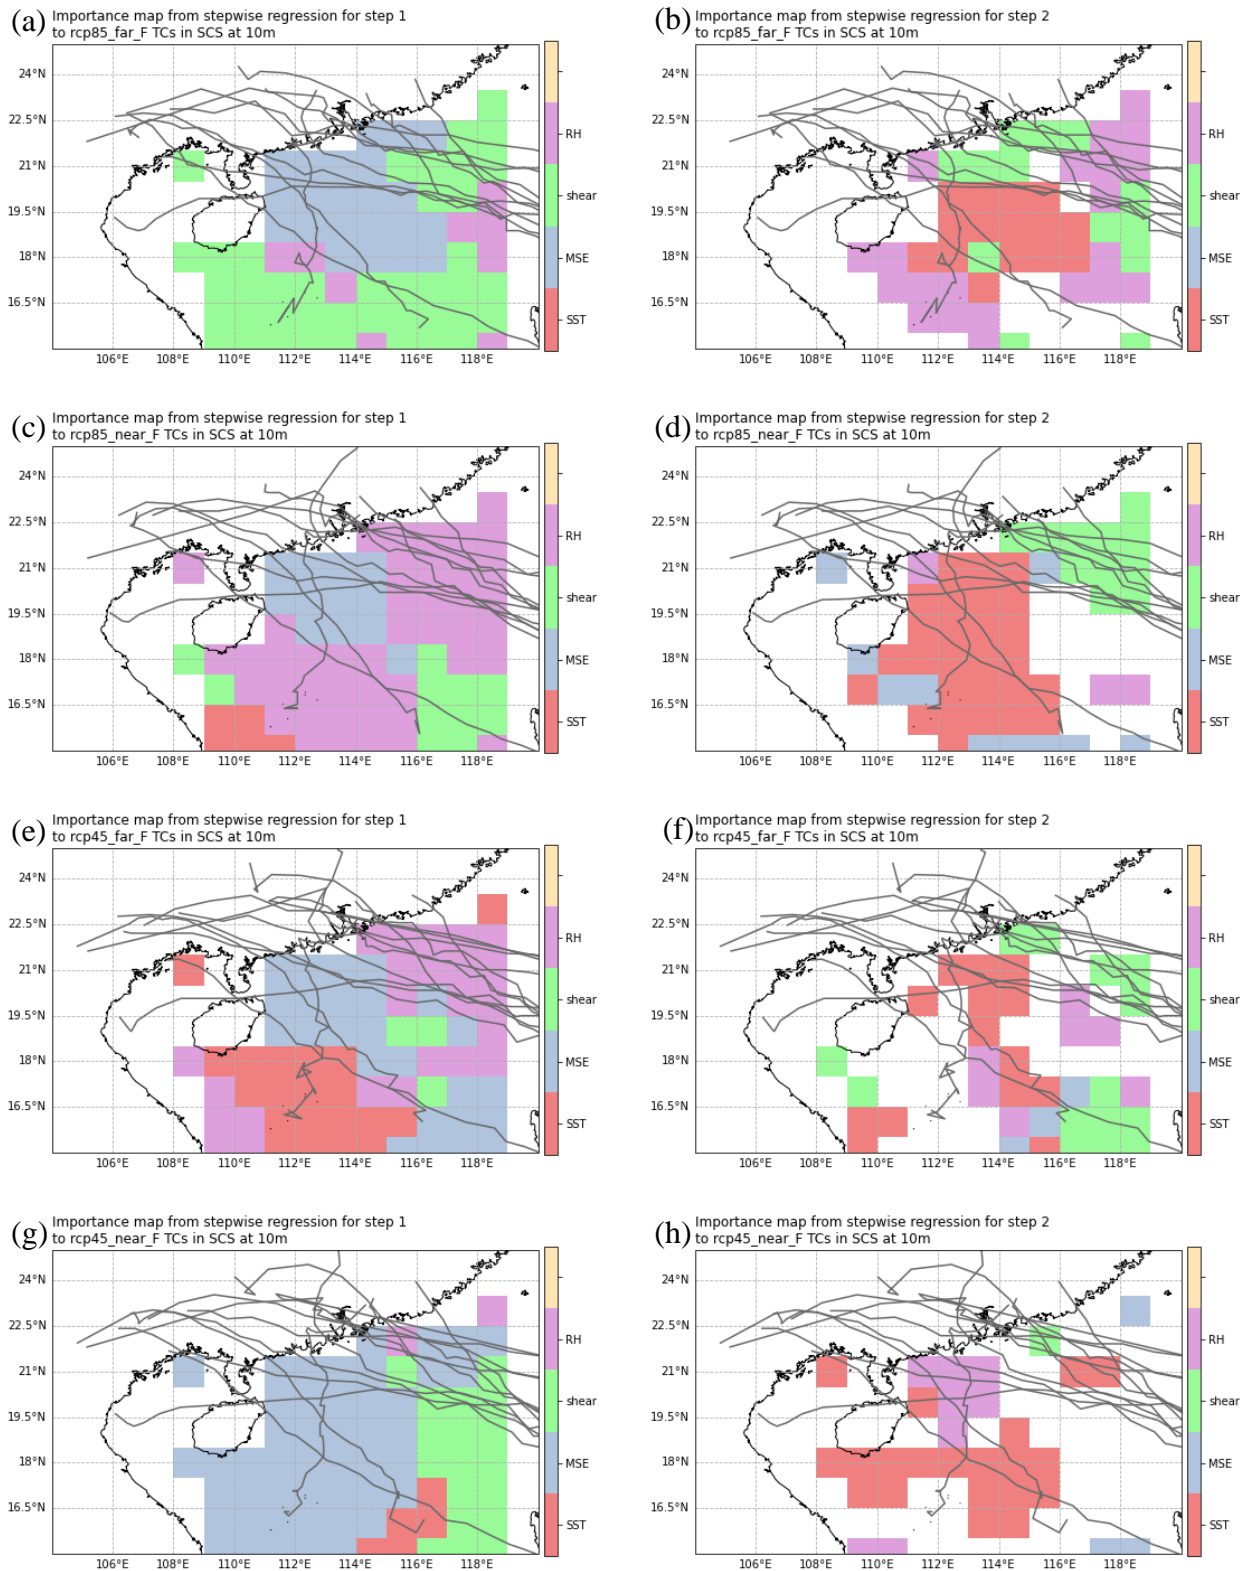 (a) Importance map from stepwise regression for step 1
to rcp85_far_F TCs in SCS at 10m
24°N
22.5°N
21°N
19.5°N
18°N
16.5°N
106°E 108°E 110°E 112°E 114°E 116°E 118°E
RH
shear
MSE
SST
(b) Importance map from stepwise regression for step 2
to rcp85_far_F TCs in SCS at 10m
24°N
22.5°N
21°N
19.5°N
18°N
16.5°N
106°E 108°E 110°E 112°E 114°E 116°E 118°E
RH
shear
MSE
SST
(c) Importance map from stepwise regression for step 1
to rcp85_near_F TCs in SCS at 10m
24°N
22.5°N
21°N
19.5°N
18°N
16.5°N
106°E 108°E 110°E 112°E 114°E 116°E 118°E
RH
shear
MSE
SST
(d) Importance map from stepwise regression for step 2
to rcp85_near_F TCs in SCS at 10m
24°N
22.5°N
21°N
19.5°N
18°N
16.5°N
106°E 108°E 110°E 112°E 114°E 116°E 118°E
RH
shear
MSE
SST
(e) Importance map from stepwise regression for step 1
to rcp45_far_F TCs in SCS at 10m
24°N
22.5°N
21°N
19.5°N
18°N
16.5°N
106°E 108°E 110°E 112°E 114°E 116°E 118°E
RH
shear
MSE
SST
(f) Importance map from stepwise regression for step 2
to rcp45_far_F TCs in SCS at 10m
24°N
22.5°N
21°N
19.5°N
18°N
16.5°N
106°E 108°E 110°E 112°E 114°E 116°E 118°E
RH
shear
MSE
SST
(g) Importance map from stepwise regression for step 1
to rcp45_near_F TCs in SCS at 10m
24°N
22.5°N
21°N
19.5°N
18°N
16.5°N
106°E 108°E 110°E 112°E 114°E 116°E 118°E
RH
shear
MSE
SST
(h) Importance map from stepwise regression for step 2
to rcp45_near_F TCs in SCS at 10m
24°N
22.5°N
21°N
19.5°N
18°N
16.5°N
106°E 108°E 110°E 112°E 114°E 116°E 118°E
RH
shear
MSE
SST